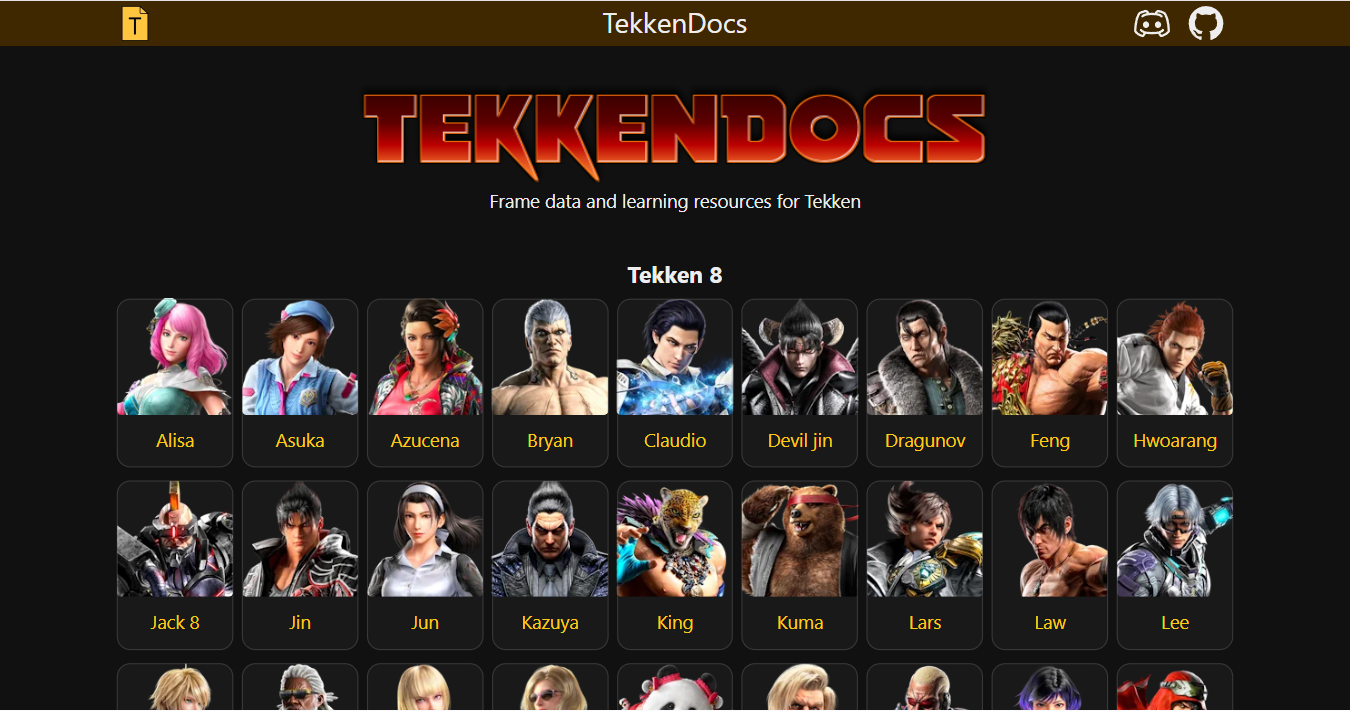 T
TekkenDocs
TEKKENDOCS
Frame data and learning resources for Tekken
Tekken 8
Alisa Asuka Azucena Bryan Claudio Devil jin Dragunov Feng Hwoarang
Jack 8 Jin Jun Kazuya King Kuma Lars Law Lee